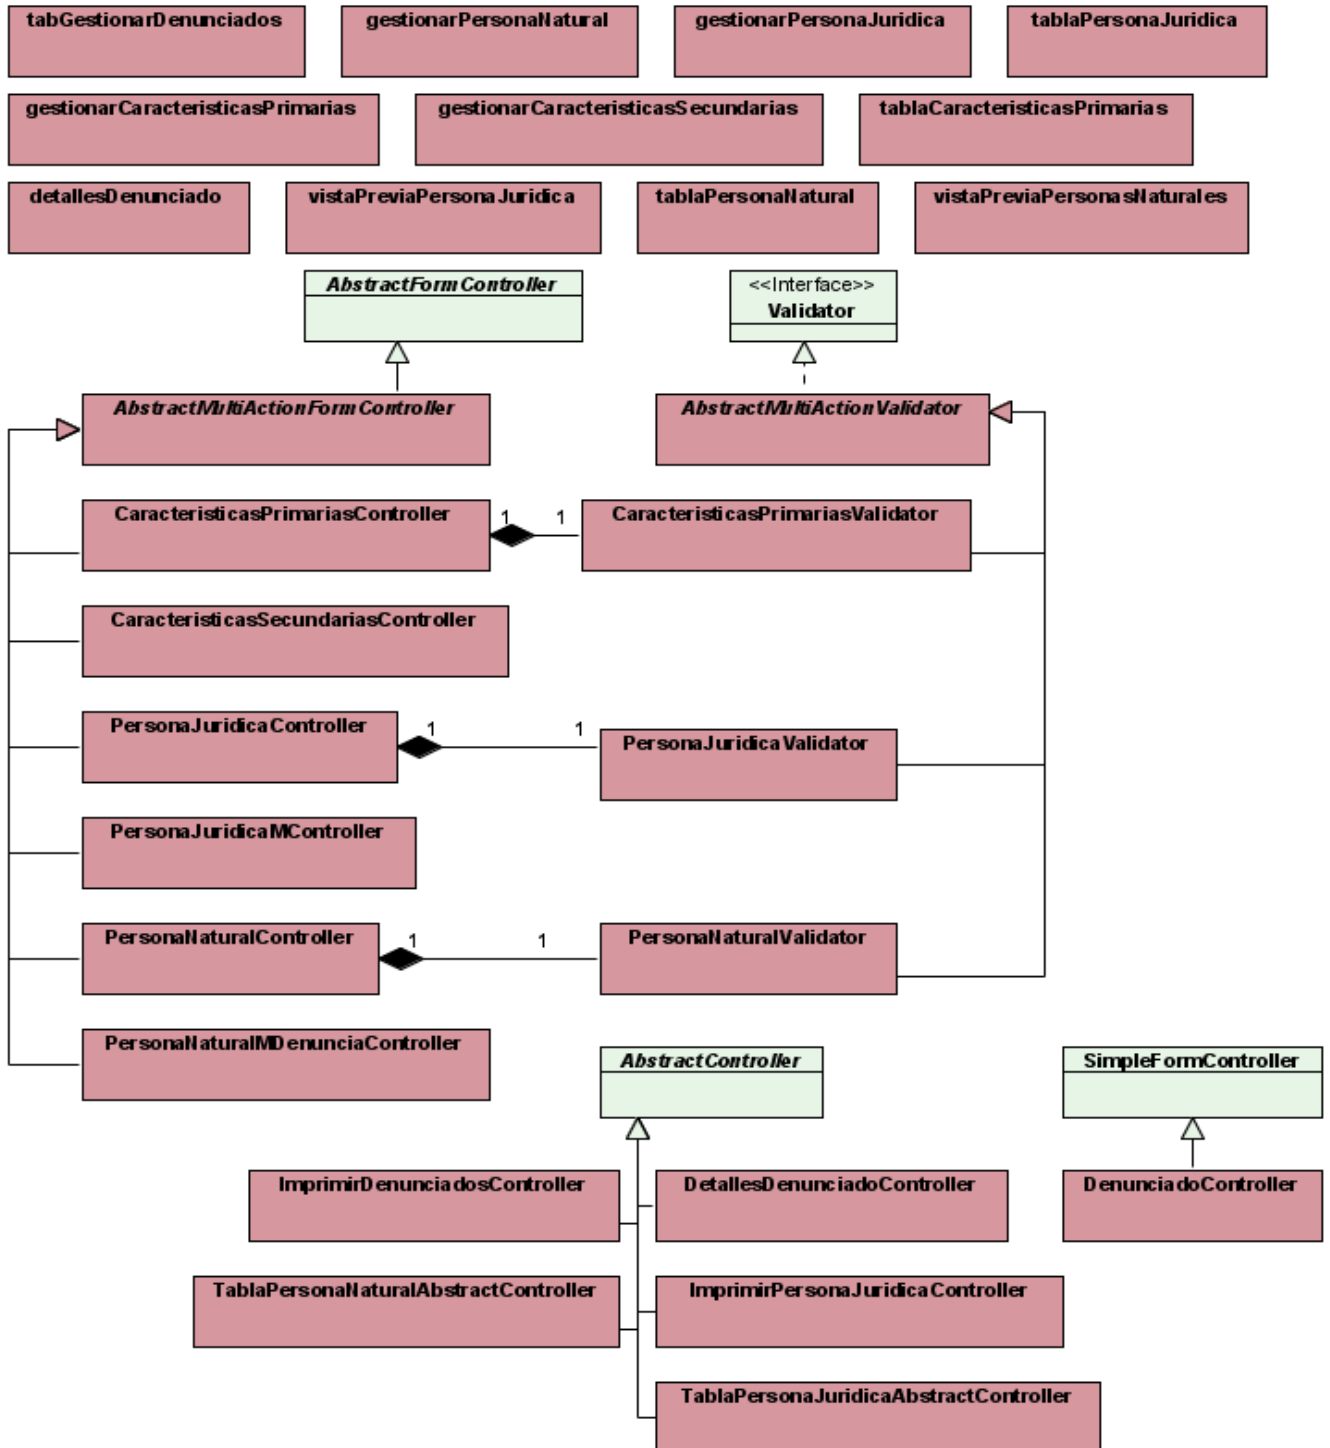 tabGestionarDenunciados
gestionarPersonaNatural
gestionarPersonaJuridica
tablaPersonaJuridica
gestionarCaracteristicasPrimarias
gestionarCaracteristicasSecundarias
tablaCaracteristicasPrimarias
detallesDenunciado
vistaPreviaPersonaJuridica
tablaPersonaNatural
vistaPreviaPersonasNaturales
AbstractFormController
<<Interface>>
Validator
AbstractMultiActionFormController
AbstractMultiActionValidator
CaracteristicasPrimariasController
1
1
CaracteristicasPrimariasValidator
CaracteristicasSecundariasController
PersonaJuridicaController
1
1
PersonaJuridicaValidator
PersonaJuridicaMController
PersonaNaturalController
1
1
PersonaNaturalValidator
PersonaNaturalMDenunciaController
AbstractController
SimpleFormController
ImprimirDenunciadosController
DetallesDenunciadoController
DenunciadoController
TablaPersonaNaturalAbstractController
ImprimirPersonaJuridicaController
TablaPersonaJuridicaAbstractController